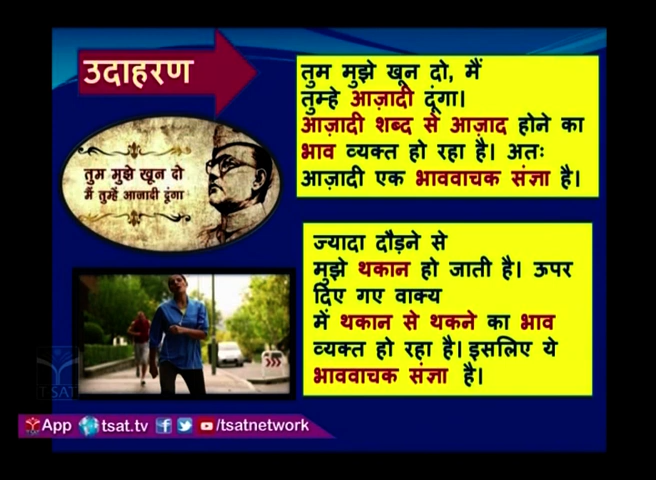 उदाहरण
तुम मुझे खून दो, मैं
तुम्हे आज़ादी दूंगा।
आज़ादी शब्द से आज़ाद होने का
भाव व्यक्त हो रहा है। अतः
आज़ादी एक भाववाचक संज्ञा है।
तुम मुझे खून दो
मैं तुम्हें आजादी दूंगा
ज्यादा दौड़ने से
मुझे थकान हो जाती है। ऊपर
दिए गए वाक्य
में थकान से थकने का भाव
व्यक्त हो रहा है। इसलिए ये
भाववाचक संज्ञा है।
T SAT
App tsat.tv /tsatnetwork